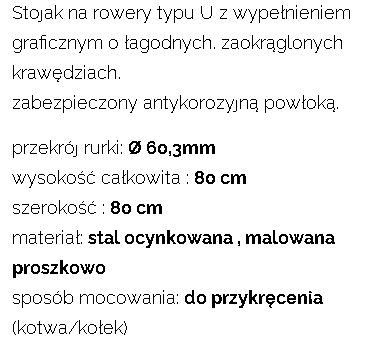 Stojak na rowery typu U z wypełnieniem
graficznym o łagodnych. zaokrąglonych
krawędziach.
zabezpieczony antykorozyjną powłoką.
przekrój rurki: Ø 60,3mm
wysokość całkowita : 80 cm
szerokość : 80 cm
materiał: stal ocynkowana , malowana
proszkowo
sposób mocowania: do przykręcenia
(kotwa/kołek)